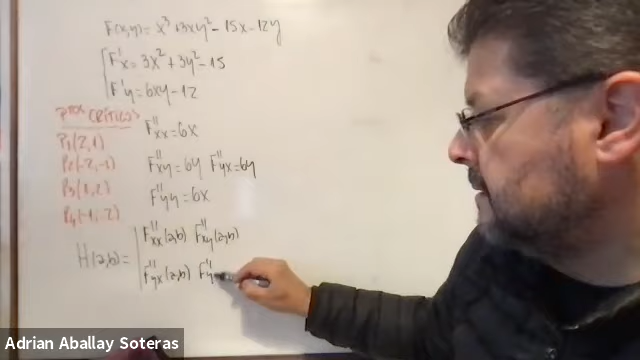 F(x,y) = x³ + 3xy² - 15x - 12y
F'x = 3x² + 3y² - 15
F'y = 6xy - 12
Ptos CRÍTICOS
P₁(2,1)
P₂(-2,-1)
P₃(1,2)
P₄(-1,-2)
F''xx = 6x
F''xy = 6y F''yx = 6y
F''yy = 6x
H(a,b) =
F''xx(a,b) F''xy(a,b)
F''yx(a,b) F''y
Adrian Aballay Soteras